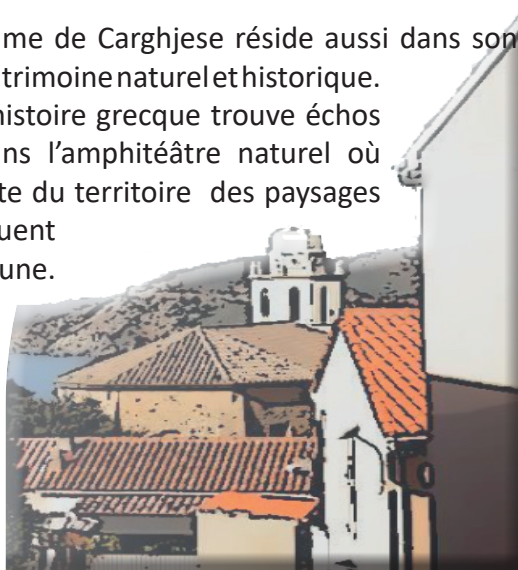 me de Carghjese réside aussi dans son
trimoine naturel et historique.
histoire grecque trouve échos
ns l'amphitéâtre naturel où
te du territoire des paysages
uent
une.